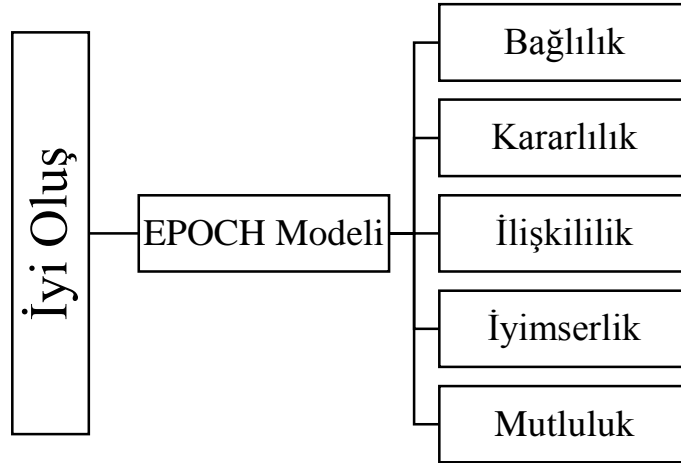 İyi Oluş
EPOCH Modeli
Bağlılık
Kararlılık
İlişkililik
İyimserlik
Mutluluk